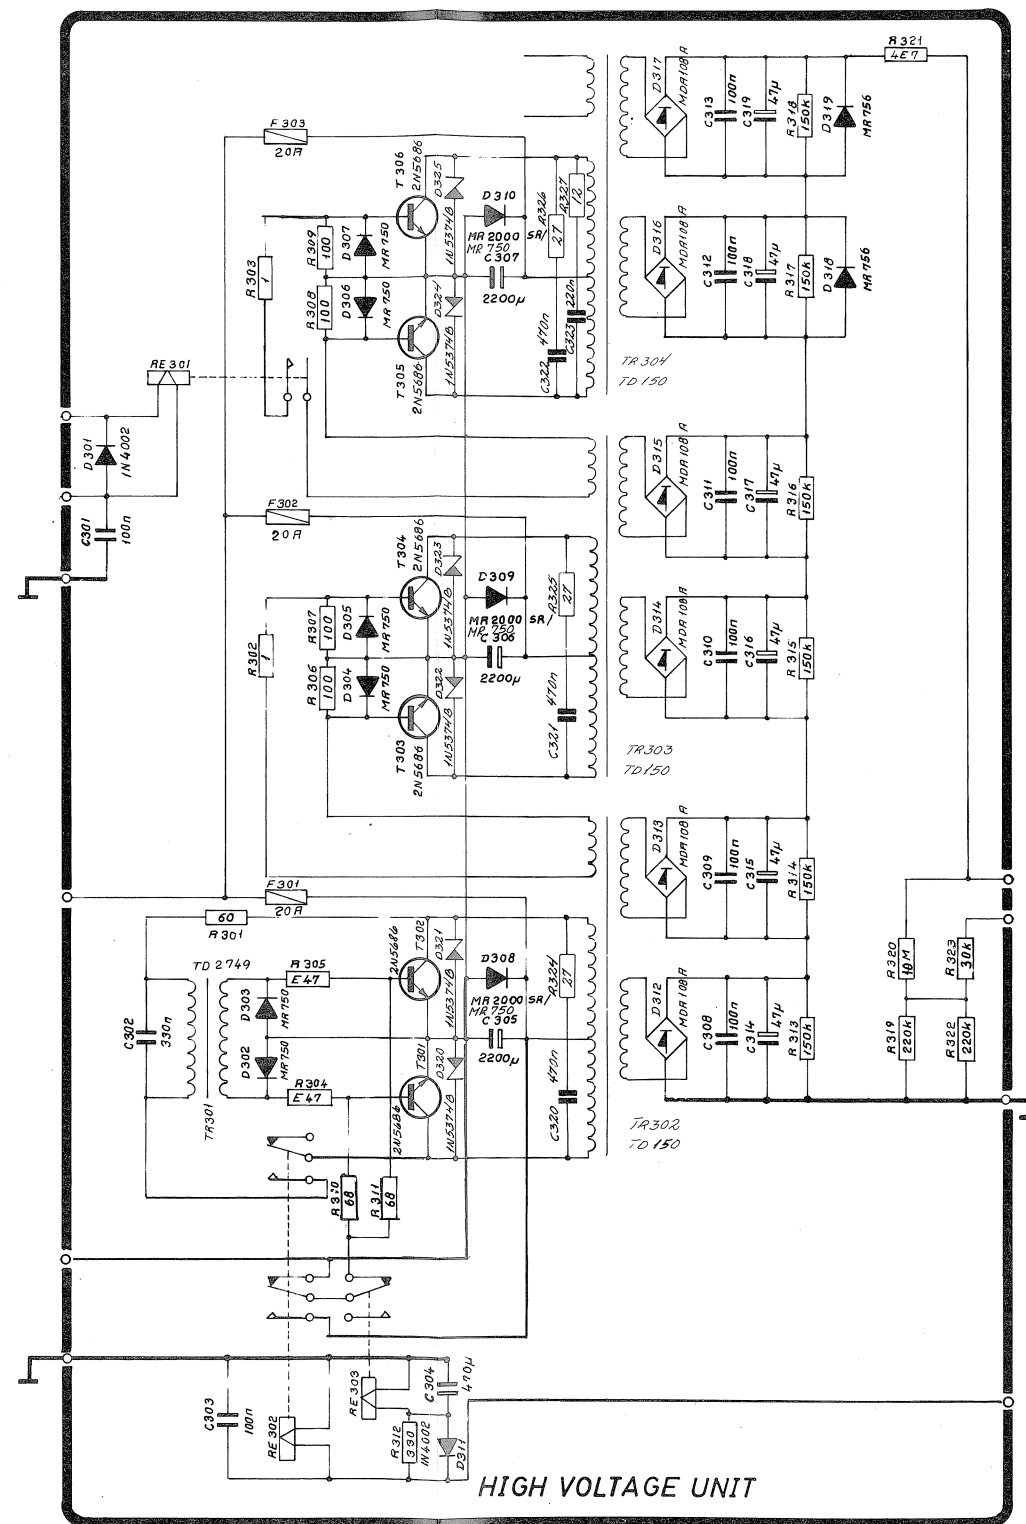 R321
4E7
F303
20A
T306
2N5686
D325
1N5374B
D310
MR2000 SR/
MR750
C307
2200µ
R326
27
R327
12
D317
MDA108A
C313
100n
C319
47µ
R318
150k
D319
MR756
R303
1
R309
100
D307
MR750
R308
100
D306
MR750
D324
1N5374B
T305
2N5686
C322
470n
C323
220n
D316
MDA108A
C312
100n
C318
47µ
R317
150k
D318
MR756
TR304
TD150
RE301
D301
1N4002
C301
100n
D315
MDA108A
C311
100n
C317
47µ
R316
150k
F302
20A
T304
2N5686
D323
1N5374B
D309
MR2000 SR/
MR750
C306
2200µ
R325
27
R302
1
R307
100
D305
MR750
R306
100
D304
MR750
D322
1N5374B
T303
2N5686
C321
470n
D314
MDA108A
C310
100n
C316
47µ
R315
150k
TR303
TD150
D313
MDA108A
C309
100n
C315
47µ
R314
150k
F301
20A
60
R301
TD2749
R305
E47
2N5686
T302
D321
1N5374B
D308
MR2000 SR/
MR750
C305
2200µ
R324
27
R320
10M
R323
30k
C302
330n
D303
MR750
D302
MR750
R304
E47
TR301
T301
2N5686
D320
1N5374B
C320
470n
D312
MDA108A
C308
100n
C314
47µ
R313
150k
R319
220k
R322
220k
TR302
TD150
R310
68
R311
68
C303
100n
RE302
RE303
R312
330
1N4002
C304
470µ
D311
HIGH VOLTAGE UNIT